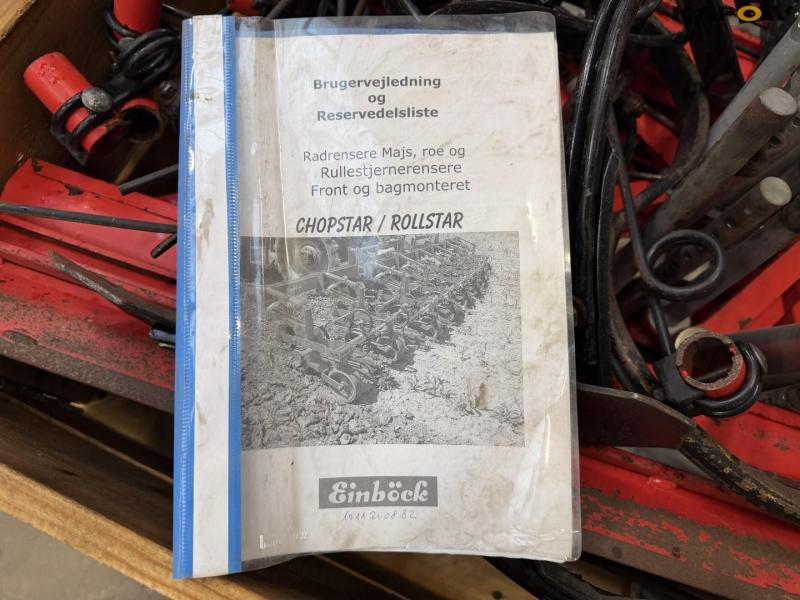 Brugervejledning
og
Reservedelsliste
Radrensere Majs, roe og
Rullestjernerensere
Front og bagmonteret
CHOPSTAR / ROLLSTAR
Einböck